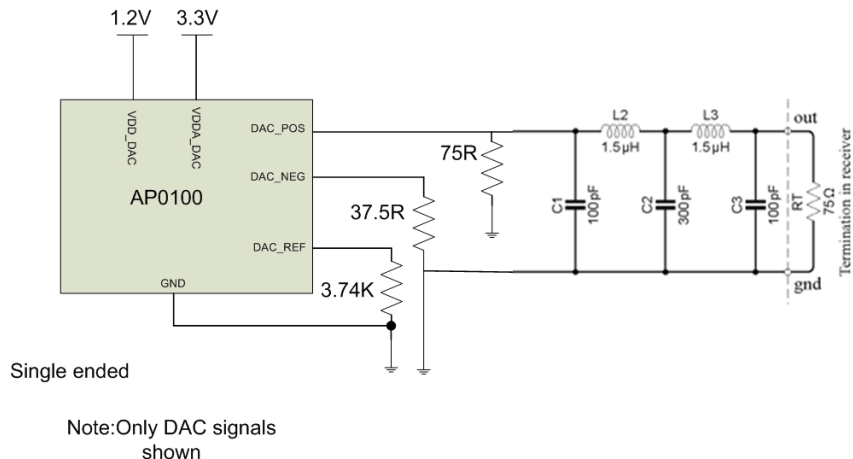 1.2V
3.3V
VDD_DAC
VDDA_DAC
DAC_POS
DAC_NEG
DAC_REF
AP0100
GND
75R
37.5R
3.74K
L2
1.5µH
L3
1.5µH
C1
100pF
C2
300pF
C3
100pF
out
RT
75Ω
gnd
Termination in receiver
Single ended
Note:Only DAC signals
shown